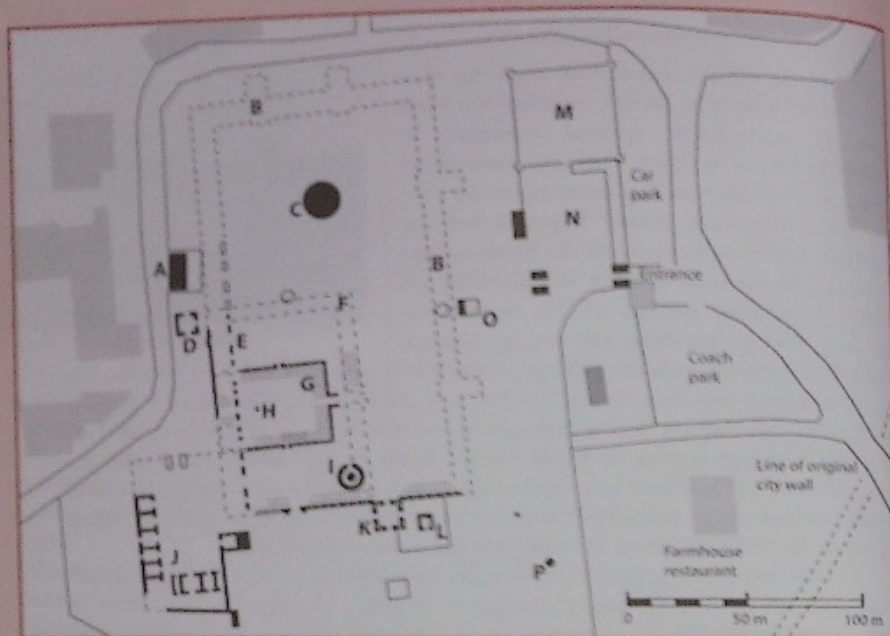 B
M
C
Car
park
N
A
B
Entrance
F
O
D
E
Coach
park
G
H
I
Line of original
city wall
K
L
J
Farmhouse
restaurant
P
0
50 m
100 m